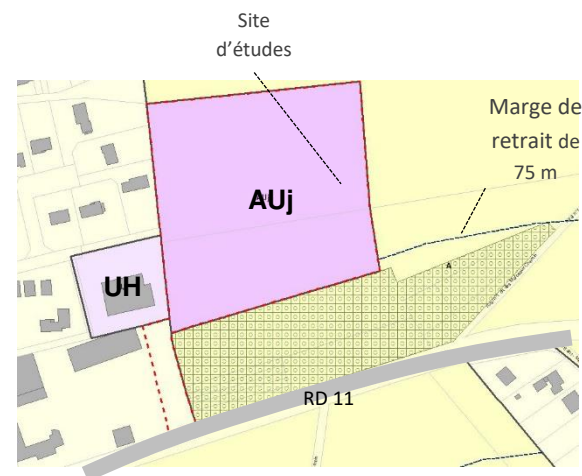 Site
d'études
Marge de
retrait de
75 m
AUj
UH
A
RD 11